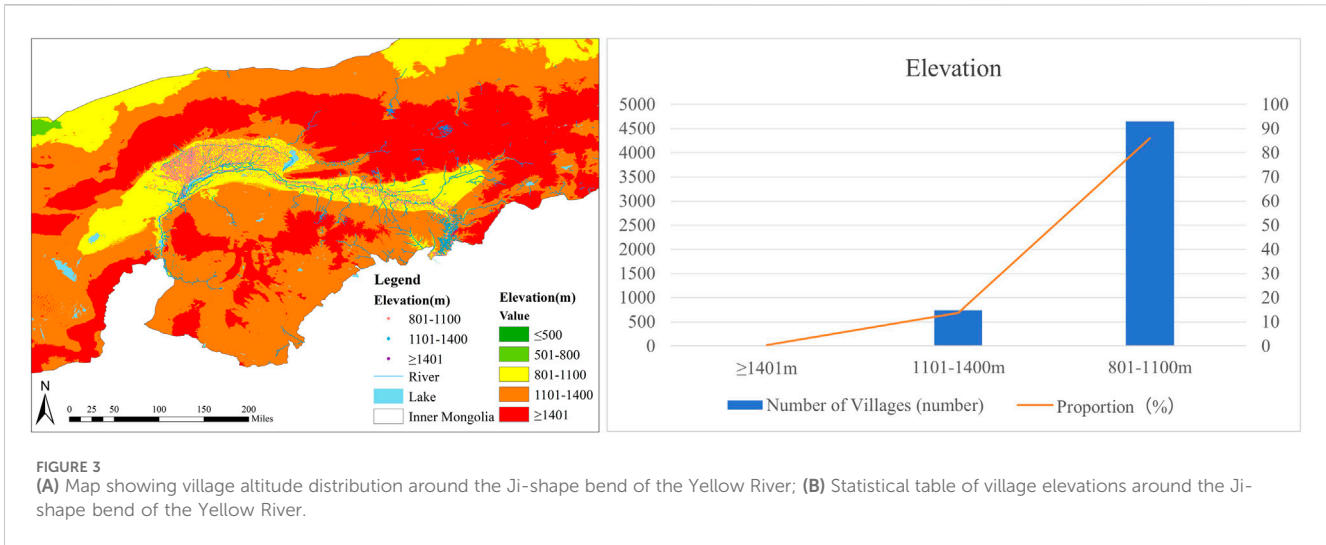 Legend
Elevation(m)
801-1100
1101-1400
≥1401
River
Lake
Inner Mongolia
Elevation(m)
Value
≤500
501-800
801-1100
1101-1400
≥1401
N
0 25 50 100 150 200
Miles
Elevation
5000
4500
4000
3500
3000
2500
2000
1500
1000
500
0
100
90
80
70
60
50
40
30
20
10
0
≥1401m 1101-1400m 801-1100m
Number of Villages (number) Proportion（%）
FIGURE 3
(A) Map showing village altitude distribution around the Ji-shape bend of the Yellow River; (B) Statistical table of village elevations around the Ji-
shape bend of the Yellow River.